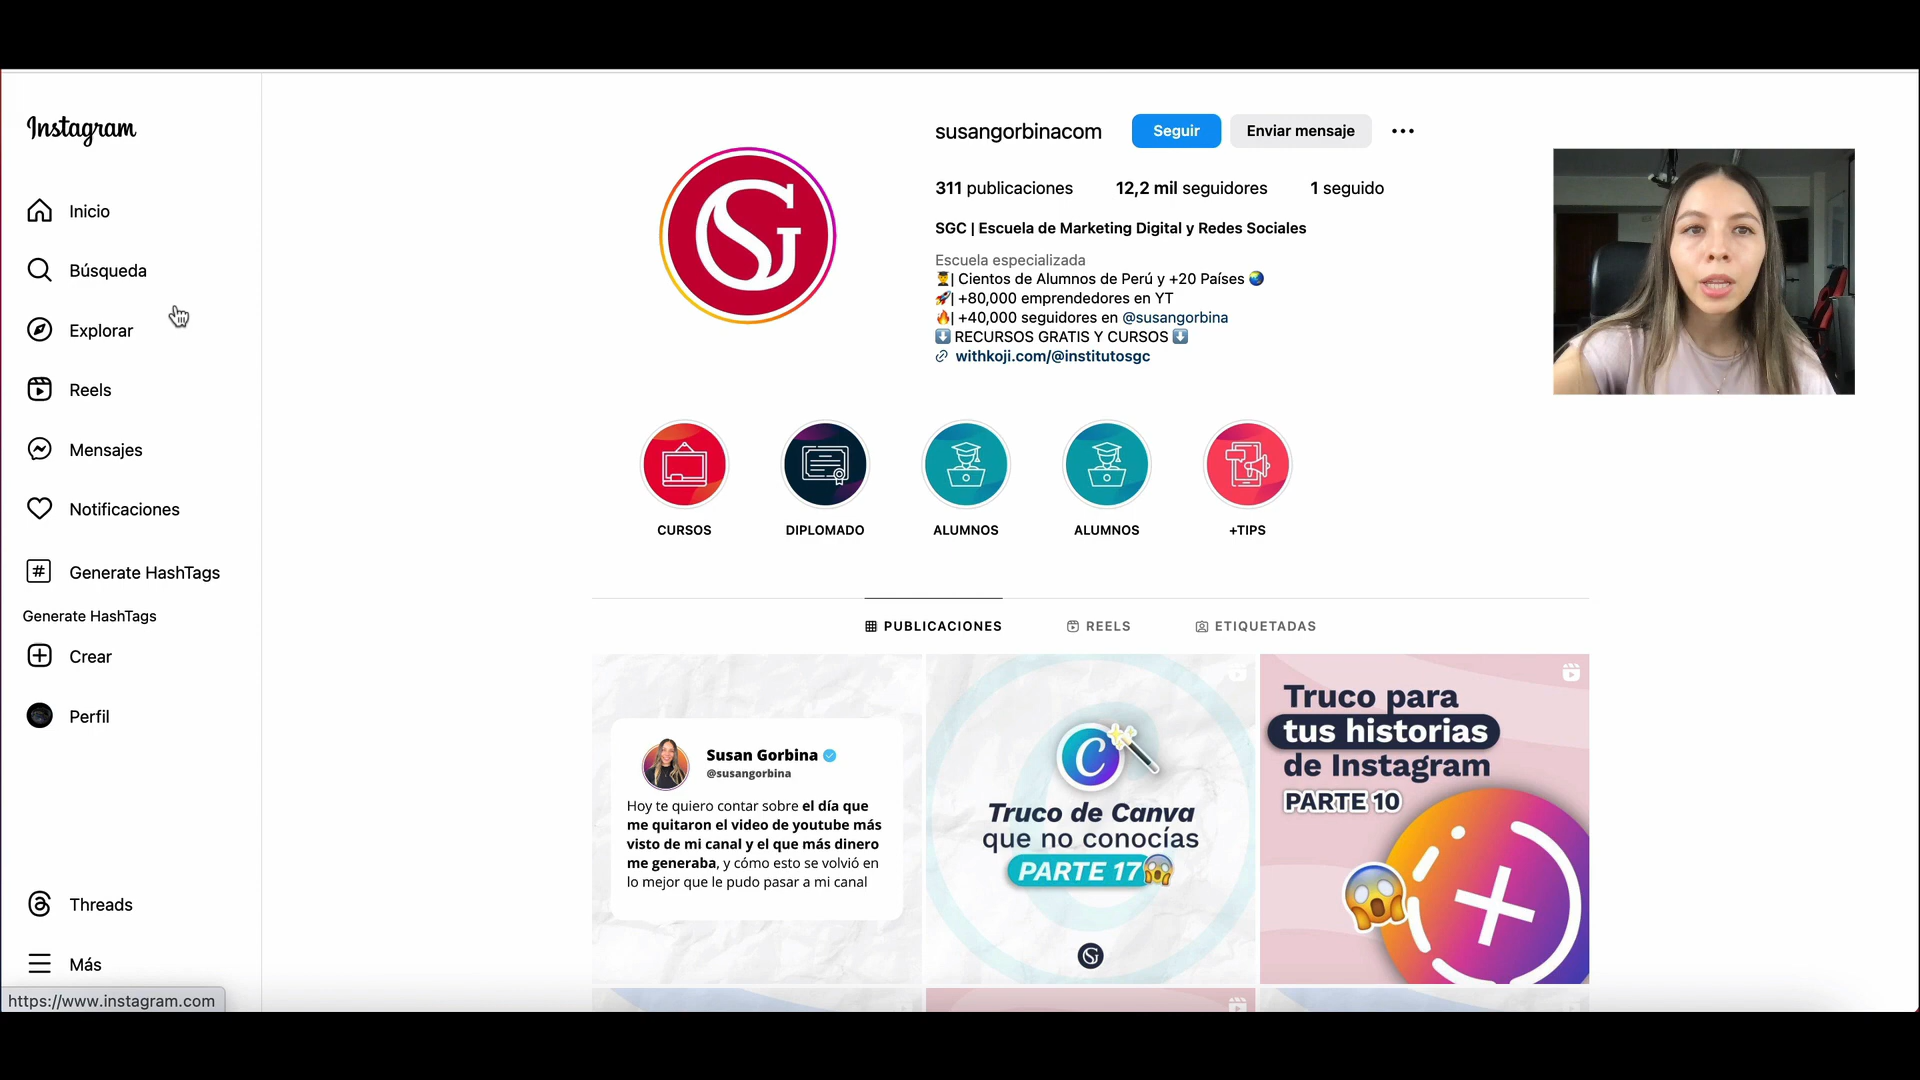 Instagram
Inicio
Búsqueda
Explorar
Reels
Mensajes
Notificaciones
# Generate HashTags
Generate HashTags
Crear
Perfil
Threads
Más
https://www.instagram.com
susangorbinacom
Seguir
Enviar mensaje
311 publicaciones
12,2 mil seguidores
1 seguido
SGC | Escuela de Marketing Digital y Redes Sociales
Escuela especializada
👨‍🎓| Cientos de Alumnos de Perú y +20 Países 🌏
🚀| +80,000 emprendedores en YT
🔥| +40,000 seguidores en @susangorbina
⬇️ RECURSOS GRATIS Y CURSOS ⬇️
withkoji.com/@institutosgc
SG
CURSOS
DIPLOMADO
ALUMNOS
ALUMNOS
+TIPS
PUBLICACIONES
REELS
ETIQUETADAS
Susan Gorbina
@susangorbina
Hoy te quiero contar sobre el día que
me quitaron el video de youtube más
visto de mi canal y el que más dinero
me generaba, y cómo esto se volvió en
lo mejor que le pudo pasar a mi canal
C
Truco de Canva
que no conocías
PARTE 17
SG
Truco para
tus historias
de Instagram
PARTE 10